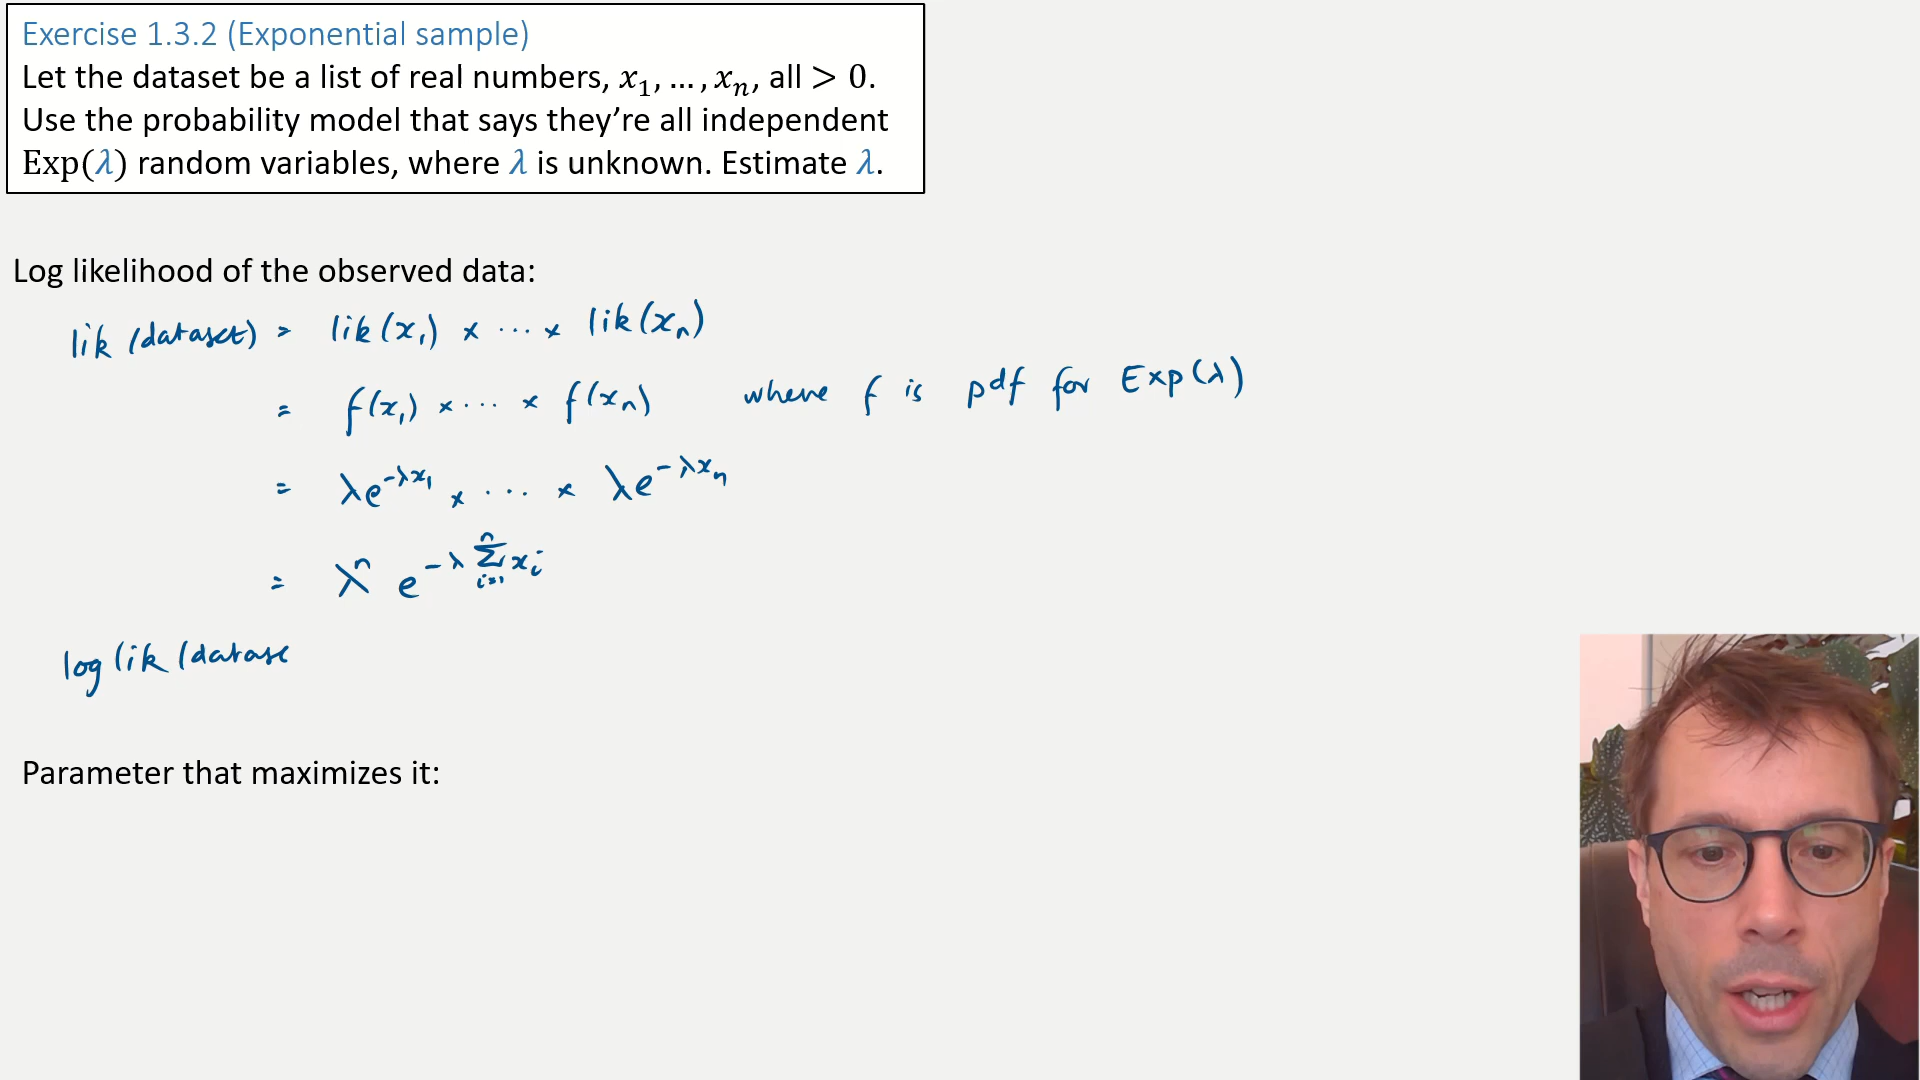 Exercise 1.3.2 (Exponential sample)
Let the dataset be a list of real numbers, x₁, …, xₙ, all > 0.
Use the probability model that says they’re all independent
Exp(λ) random variables, where λ is unknown. Estimate λ.
Log likelihood of the observed data:
lik (dataset) = lik(x₁) × ⋯ × lik(xₙ)
= f(x₁) × ⋯ × f(xₙ) where f is pdf for Exp(λ)
= λe^{-λx₁} × ⋯ × λe^{-λxₙ}
= λⁿ e^{-λ ∑_{i=1}^{n} x_i}
log lik (datase
Parameter that maximizes it: